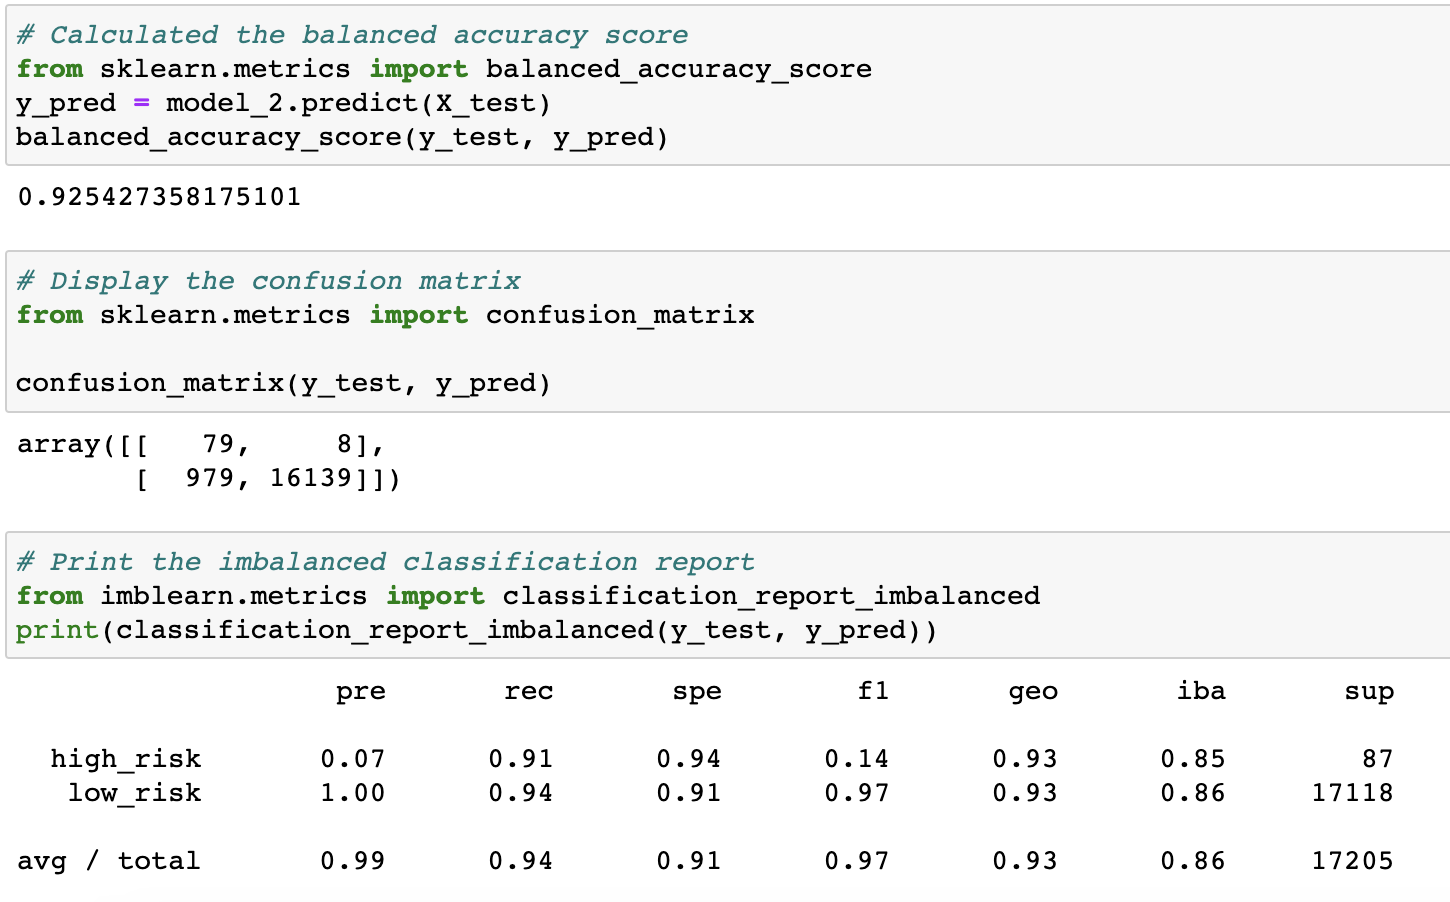 # Calculated the balanced accuracy score
from sklearn.metrics import balanced_accuracy_score
y_pred = model_2.predict(X_test)
balanced_accuracy_score(y_test, y_pred)
0.925427358175101
# Display the confusion matrix
from sklearn.metrics import confusion_matrix
confusion_matrix(y_test, y_pred)
array([[   79,     8],
       [  979, 16139]])
# Print the imbalanced classification report
from imblearn.metrics import classification_report_imbalanced
print(classification_report_imbalanced(y_test, y_pred))
                   pre       rec       spe        f1       geo       iba       sup
  high_risk       0.07      0.91      0.94      0.14      0.93      0.85        87
   low_risk       1.00      0.94      0.91      0.97      0.93      0.86     17118
avg / total       0.99      0.94      0.91      0.97      0.93      0.86     17205